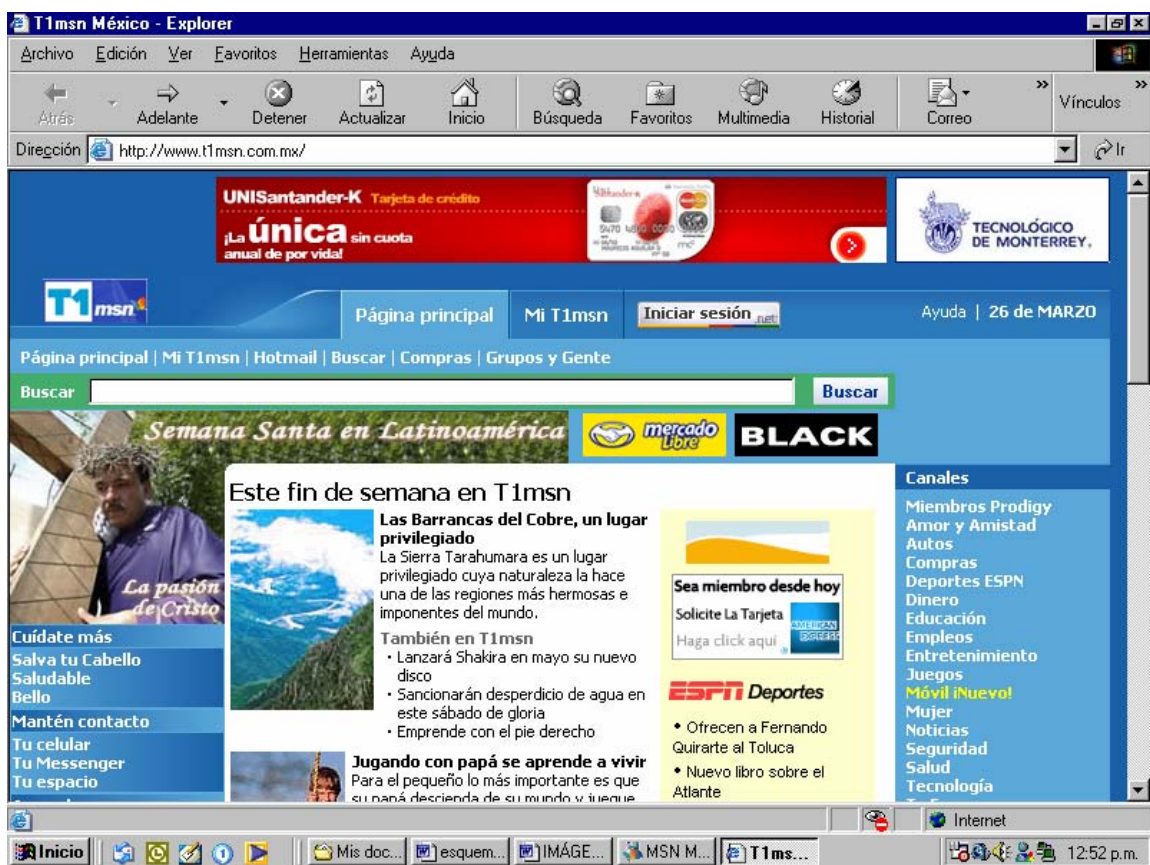 T1msn México - Explorer
Archivo Edición Ver Favoritos Herramientas Ayuda
Atrás Adelante Detener Actualizar Inicio Búsqueda Favoritos Multimedia Historial Correo » Vínculos »
Dirección http://www.t1msn.com.mx/ Ir
UNISantander-K Tarjeta de crédito
¡La única sin cuota
anual de por vida!
TECNOLÓGICO
DE MONTERREY.
T1 msn
Página principal Mi T1msn Iniciar sesión .net Ayuda | 26 de MARZO
Página principal | Mi T1msn | Hotmail | Buscar | Compras | Grupos y Gente
Buscar Buscar
Semana Santa en Latinoamérica
mercado
libre
BLACK
La pasión
de Cristo
Cuídate más
Salva tu Cabello
Saludable
Bello
Mantén contacto
Tu celular
Tu Messenger
Tu espacio
Este fin de semana en T1msn
Las Barrancas del Cobre, un lugar
privilegiado
La Sierra Tarahumara es un lugar
privilegiado cuya naturaleza la hace
una de las regiones más hermosas e
imponentes del mundo.
También en T1msn
· Lanzará Shakira en mayo su nuevo
disco
· Sancionarán desperdicio de agua en
este sábado de gloria
· Emprende con el pie derecho
Jugando con papá se aprende a vivir
Para el pequeño lo más importante es que
su papá descienda de su mundo y juegue
Sea miembro desde hoy
Solicite La Tarjeta
Haga click aquí
AMERICAN
EXPRESS
ESPN Deportes
• Ofrecen a Fernando
Quirarte al Toluca
• Nuevo libro sobre el
Atlante
Canales
Miembros Prodigy
Amor y Amistad
Autos
Compras
Deportes ESPN
Dinero
Educación
Empleos
Entretenimiento
Juegos
Móvil ¡Nuevo!
Mujer
Noticias
Seguridad
Salud
Tecnología
Internet
Inicio Mis doc... esquem... IMÁGE... MSN M... T1ms... 12:52 p.m.